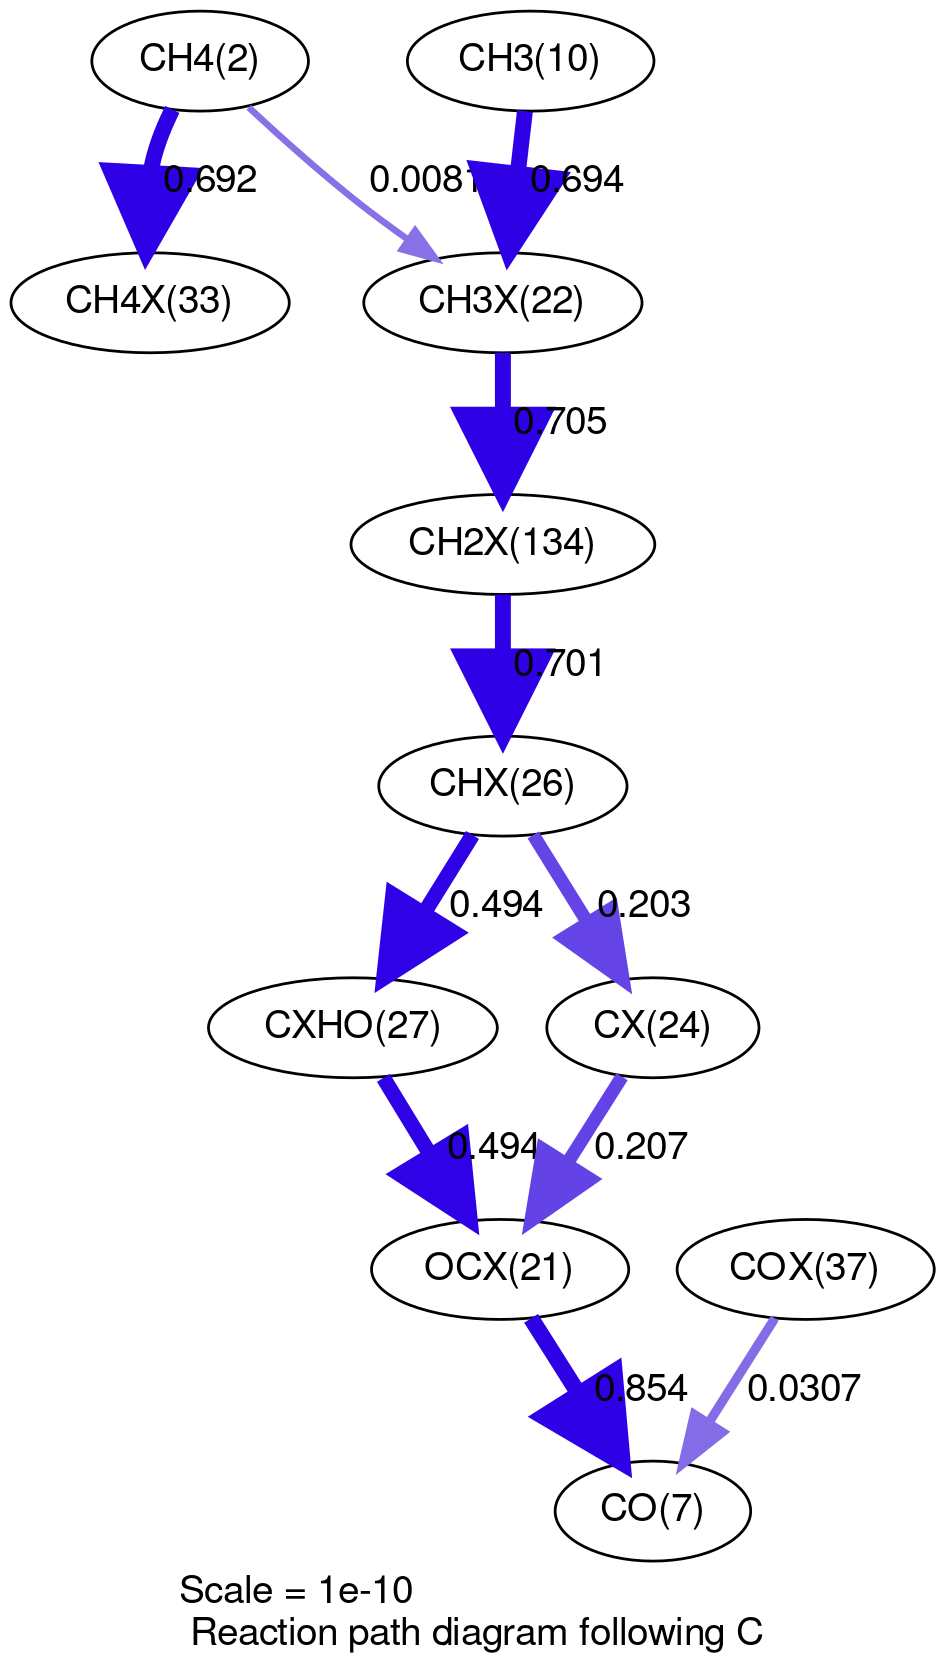 CH4(2)
CH3(10)
0.692
0.0081
0.694
CH4X(33)
CH3X(22)
0.705
CH2X(134)
0.701
CHX(26)
0.494
0.203
CXHO(27)
CX(24)
0.494
0.207
OCX(21)
COX(37)
0.854
0.0307
CO(7)
Scale = 1e-10
Reaction path diagram following C